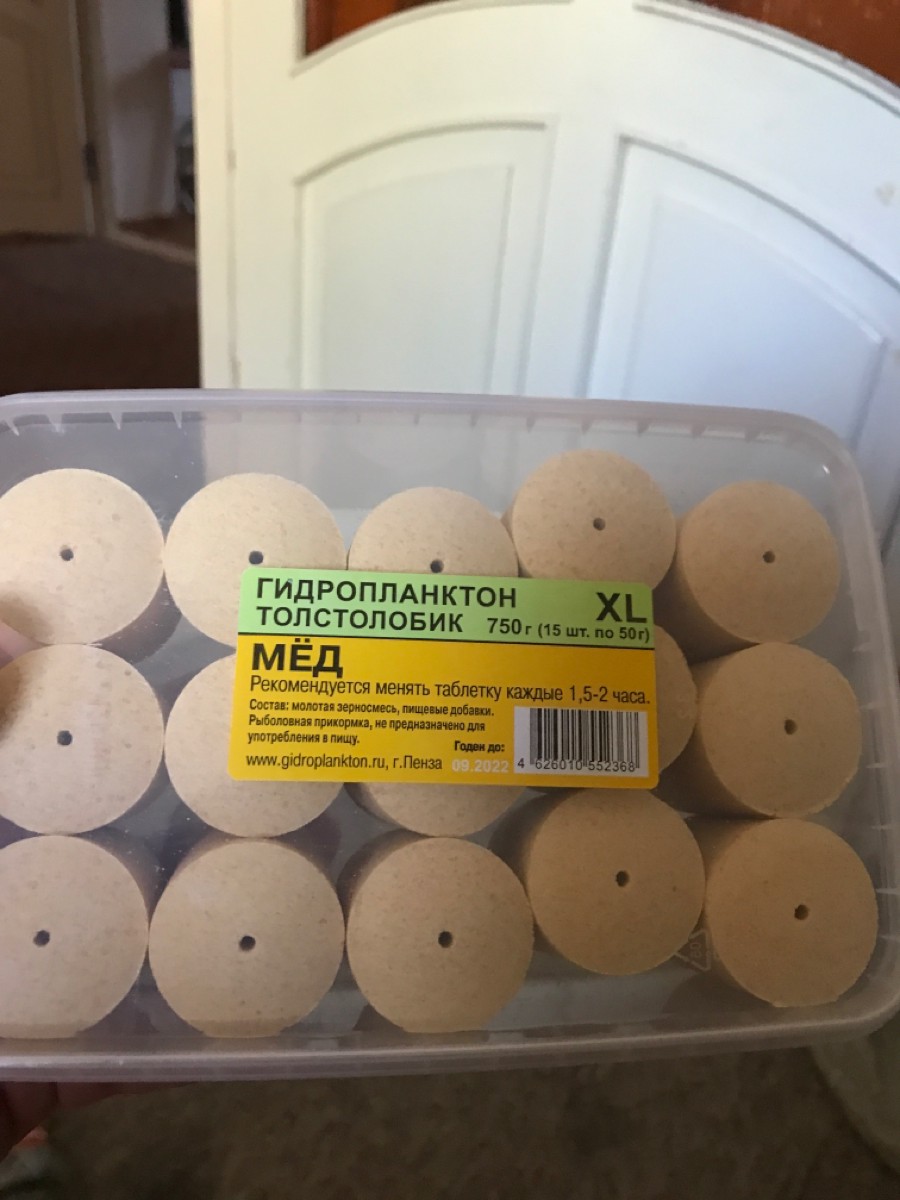 ГИДРОПЛАНКТОН XL
ТОЛСТОЛОБИК 750г (15 шт. по 50г)
МЁД
Рекомендуется менять таблетку каждые 1,5-2 часа.
Состав: молотая зерносмесь, пищевые добавки.
Рыболовная прикормка, не предназначено для
употребления в пищу.
Годен до:
www.gidroplankton.ru, г.Пенза 09.2022
4 626010 552368